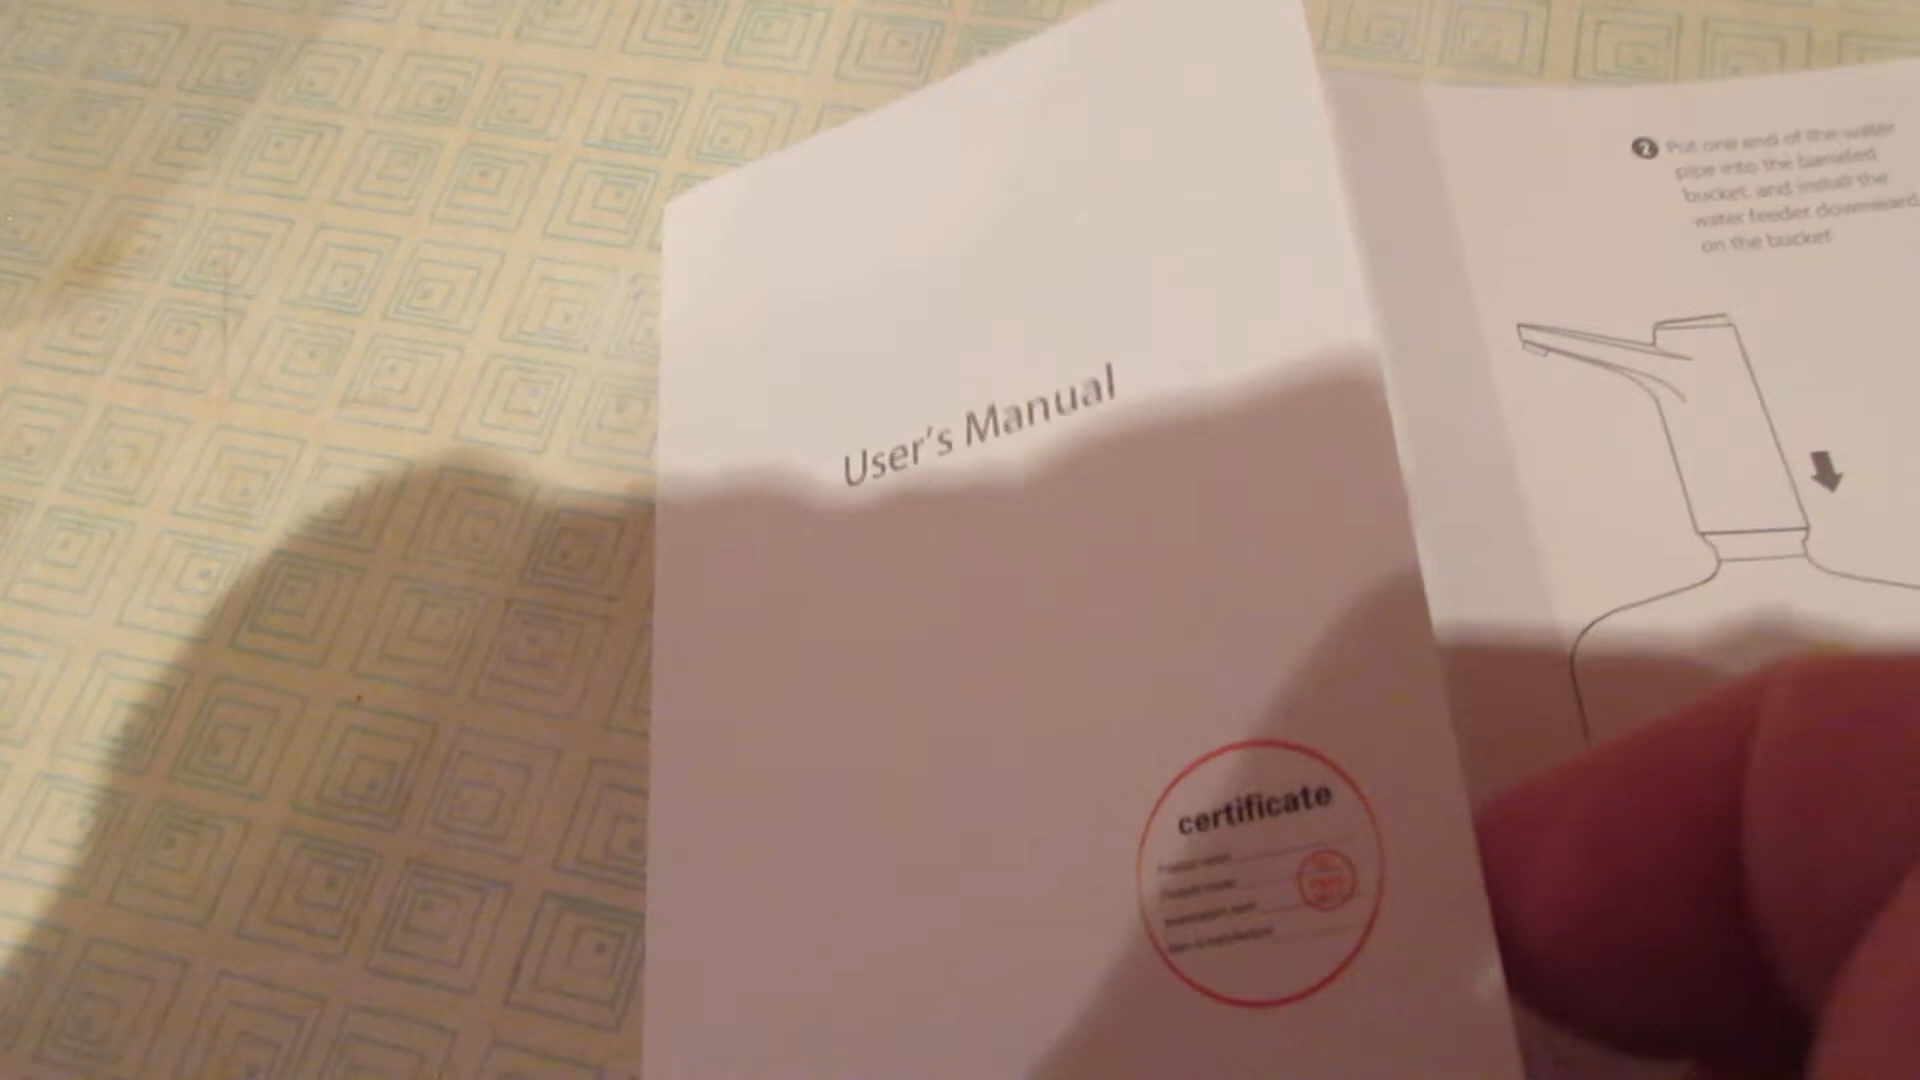 User's Manual
certificate
2 Put one end of the water
pipe into the barreled
bucket, and install the
water feeder downward
on the bucket